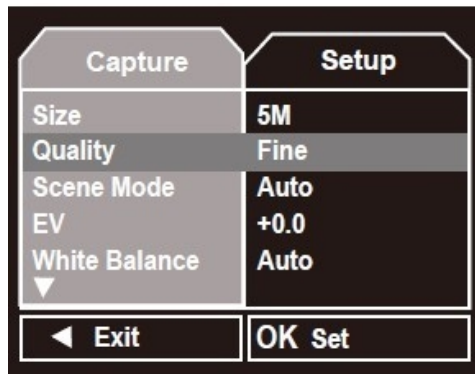 Capture Setup
Size 5M
Quality Fine
Scene Mode Auto
EV +0.0
White Balance Auto
▼
◀ Exit OK Set